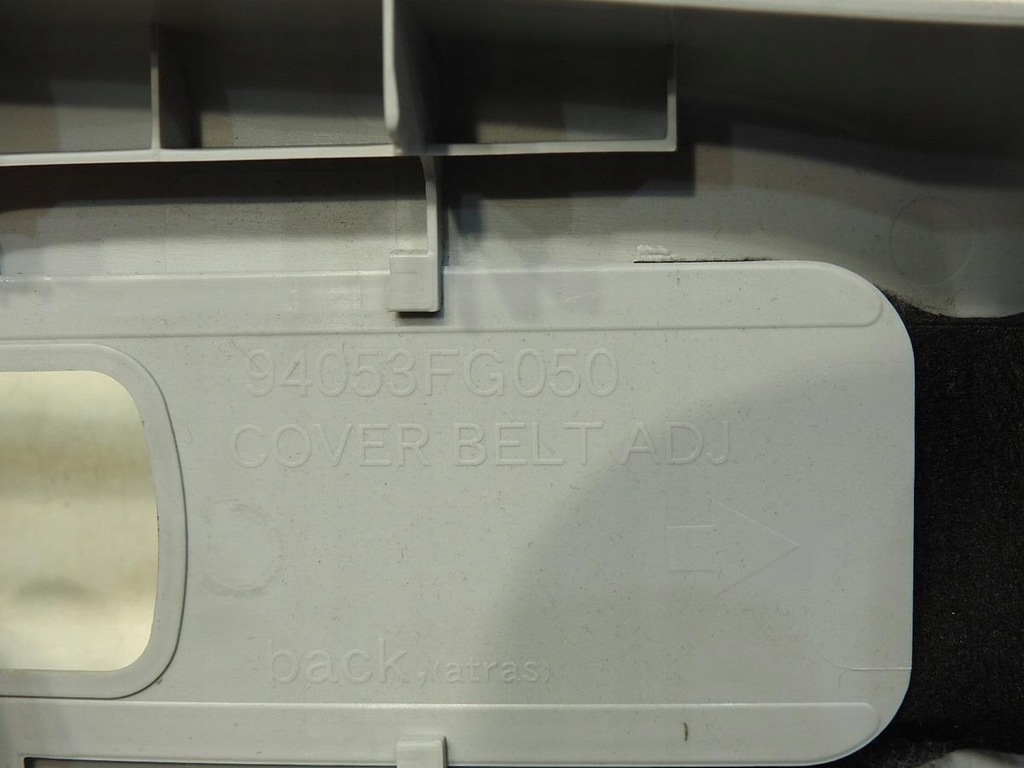 94053FG050
COVER BELT ADJ
back,(atras)